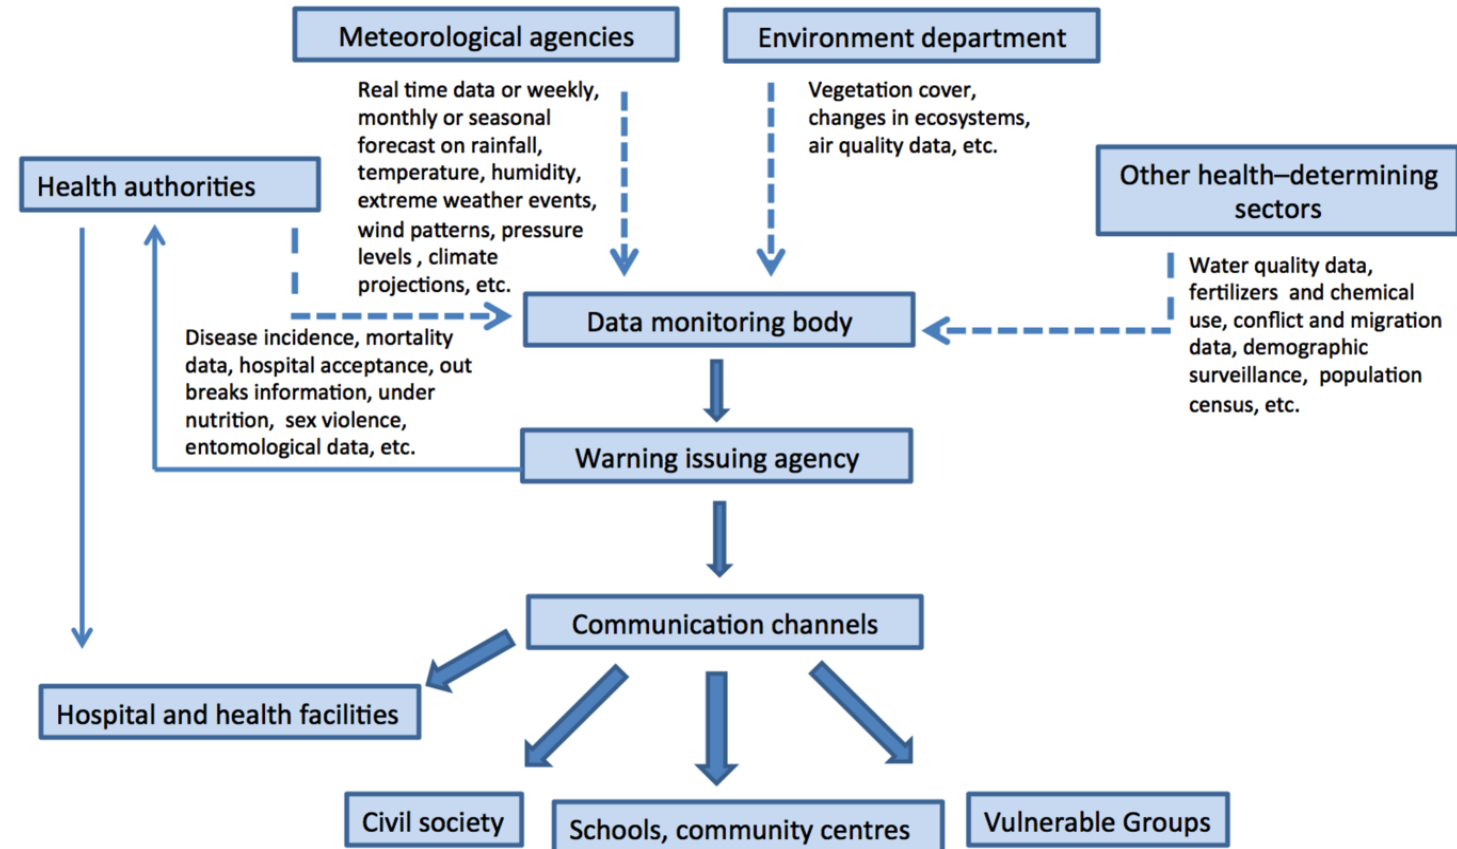 Meteorological agencies
Environment department
Real time data or weekly,
monthly or seasonal
forecast on rainfall,
temperature, humidity,
extreme weather events,
wind patterns, pressure
levels , climate
projections, etc.
Vegetation cover,
changes in ecosystems,
air quality data, etc.
Health authorities
Other health–determining
sectors
Water quality data,
fertilizers and chemical
use, conflict and migration
data, demographic
surveillance, population
census, etc.
Data monitoring body
Disease incidence, mortality
data, hospital acceptance, out
breaks information, under
nutrition, sex violence,
entomological data, etc.
Warning issuing agency
Communication channels
Hospital and health facilities
Civil society
Schools, community centres
Vulnerable Groups